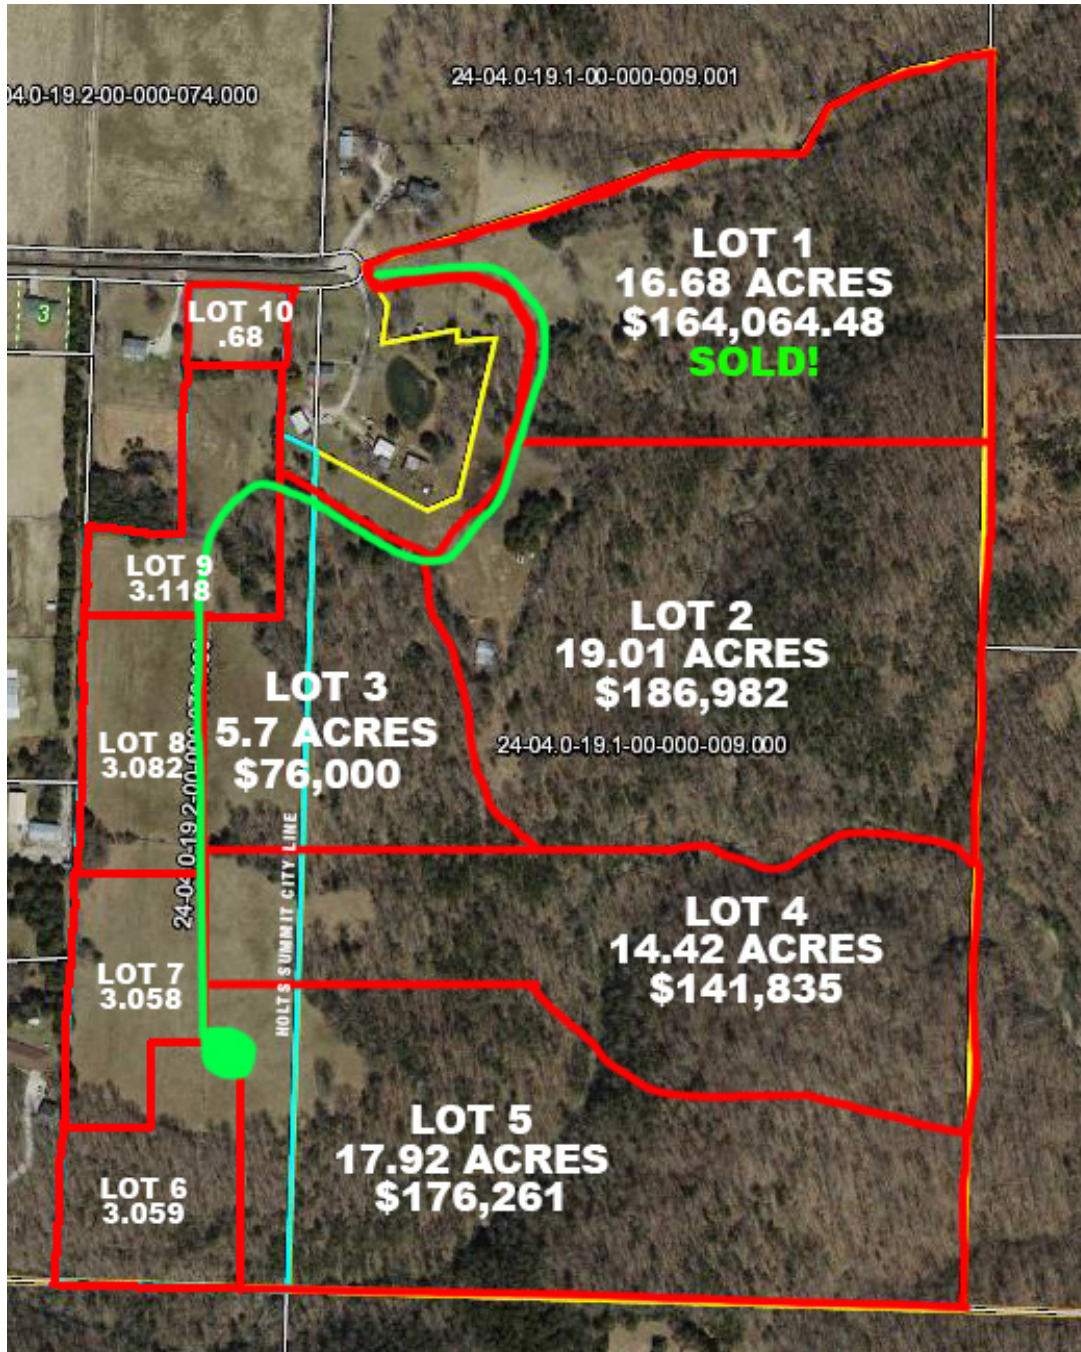 24-04.0-19.1-00-000-009.001
04.0-19.2-00-000-074.000
LOT 1
16.68 ACRES
$164,064.48
SOLD!
3
LOT 10
.68
LOT 9
3.118
LOT 2
19.01 ACRES
$186,982
24-04.0-19.1-00-000-009.000
LOT 3
5.7 ACRES
$76,000
LOT 8
3.082
HOLTS SUMMIT CITY LINE
LOT 4
14.42 ACRES
$141,835
LOT 7
3.058
LOT 5
17.92 ACRES
$176,261
LOT 6
3.059